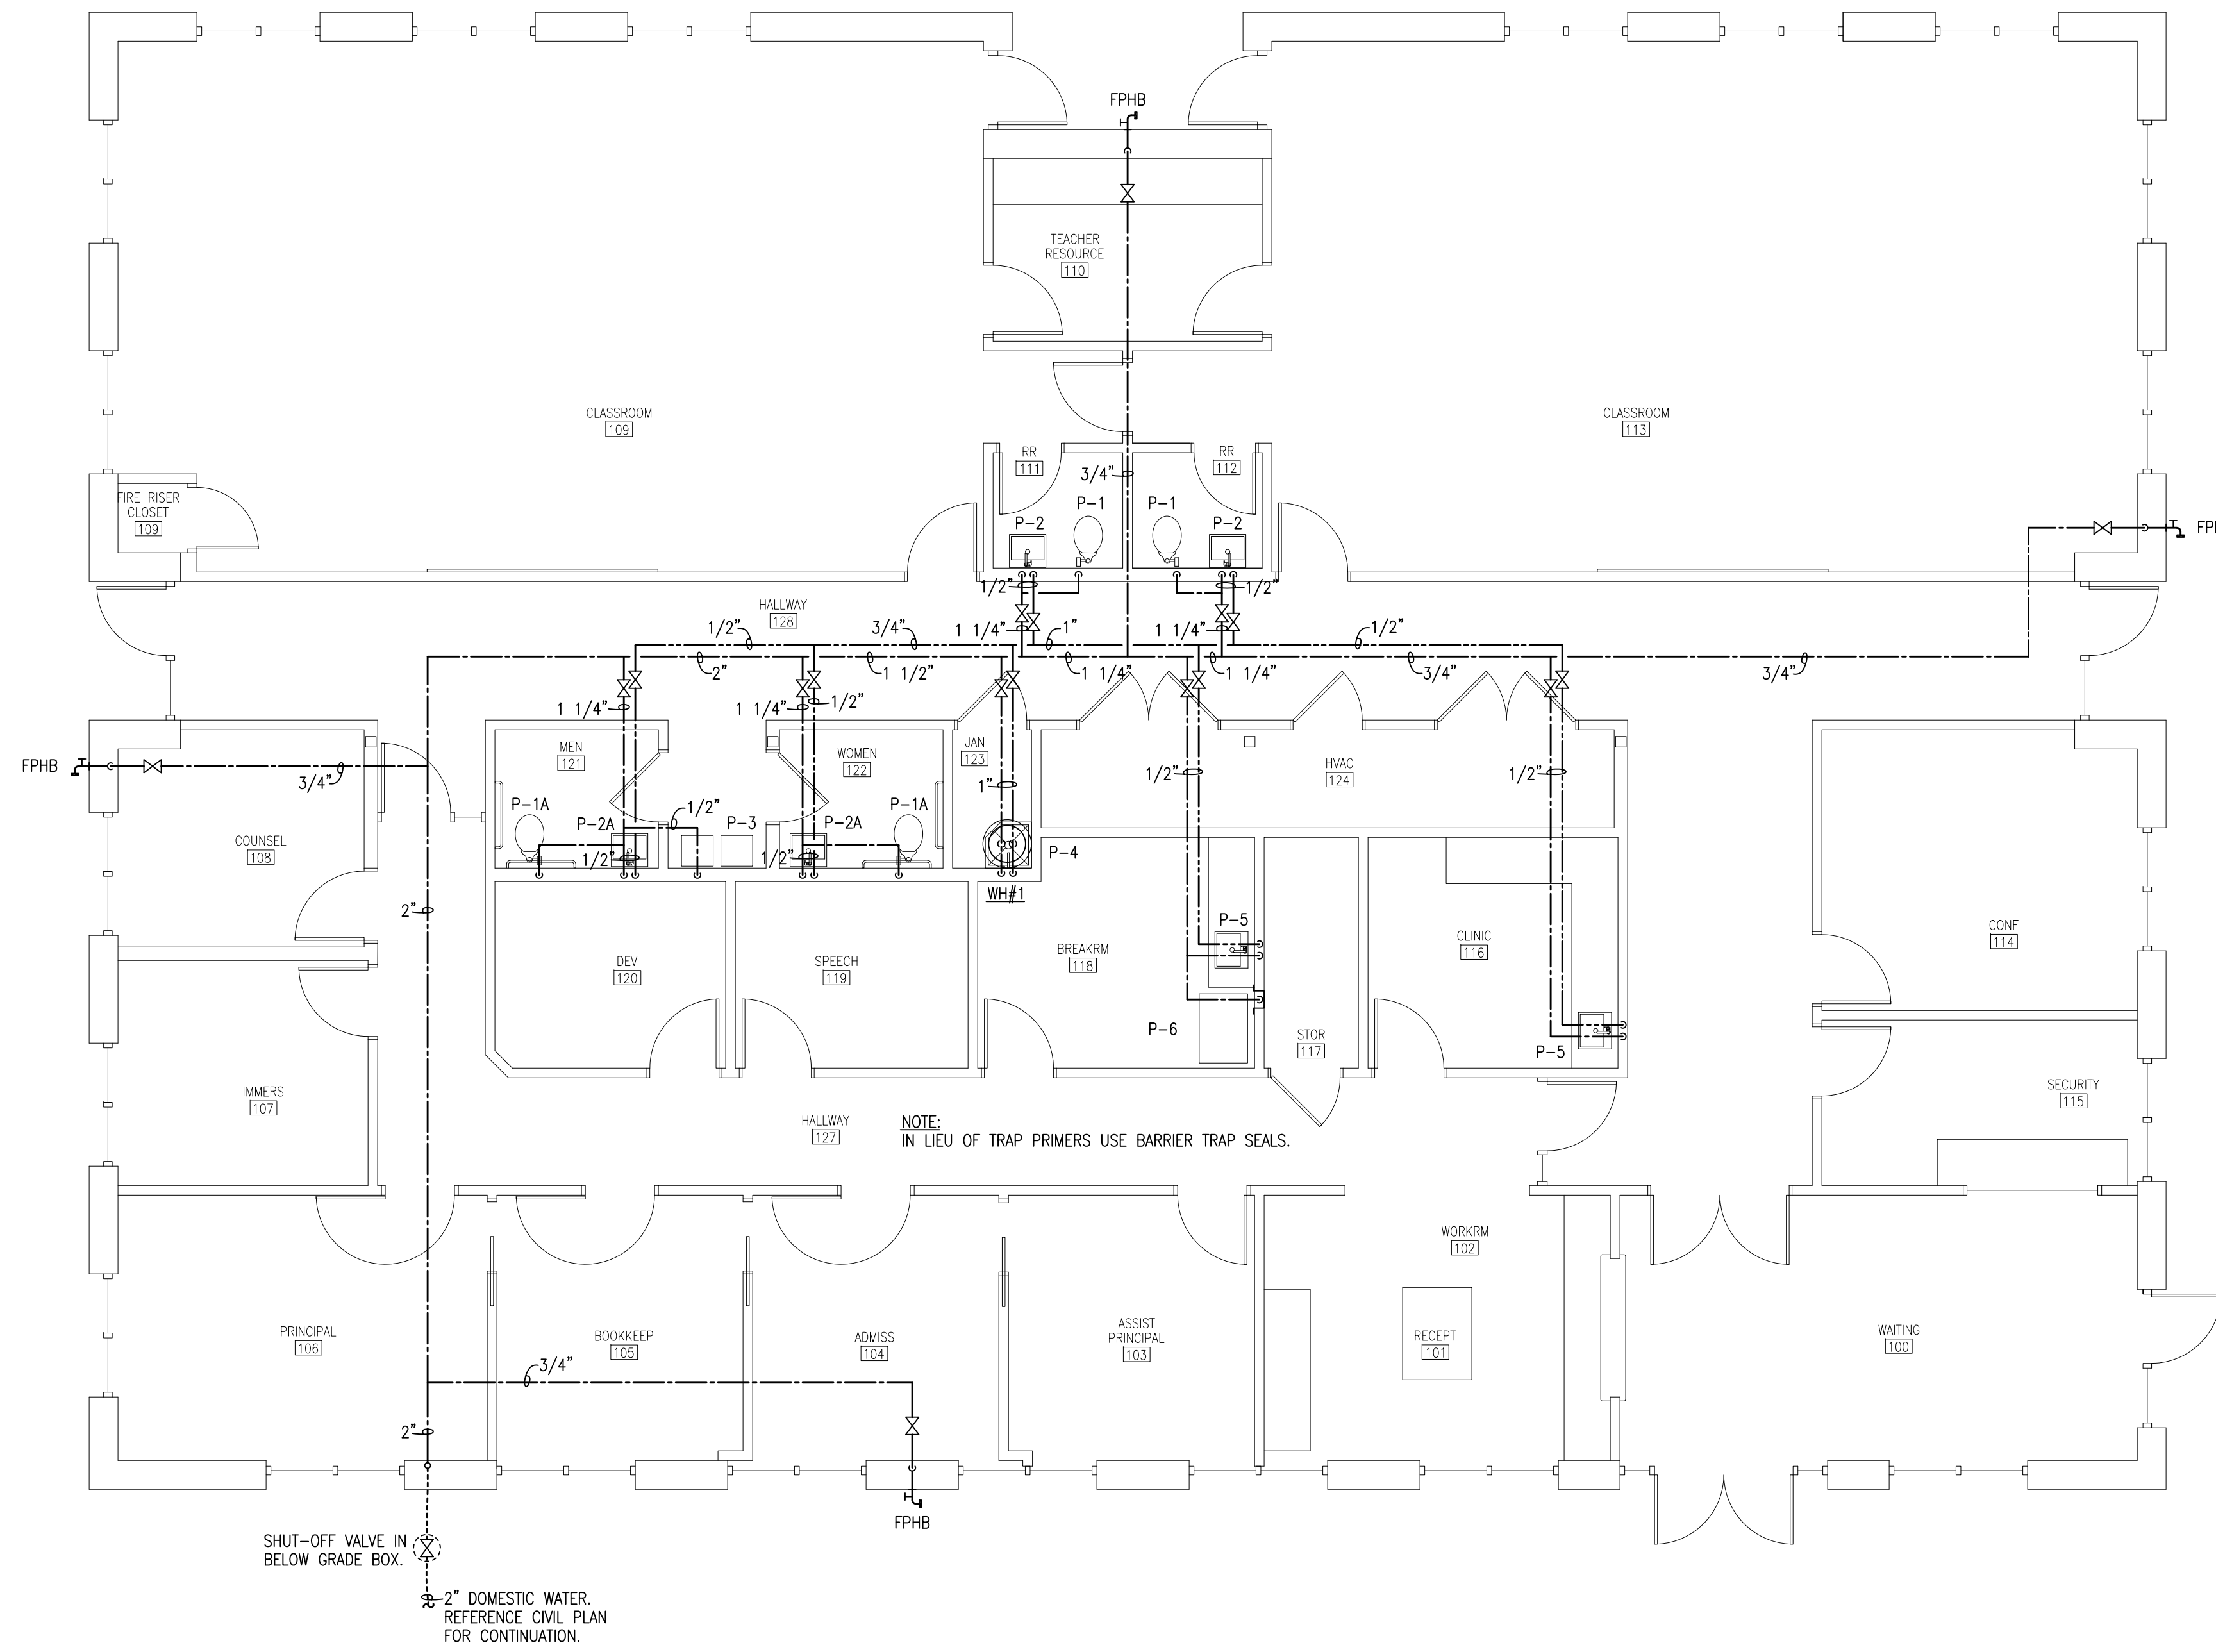 FPHB
TEACHER
RESOURCE
110
CLASSROOM
109
CLASSROOM
113
RR
111
RR
112
3/4"
FIRE RISER
CLOSET
109
P-1
P-1
P-2
P-2
FPH
1/2"
1/2"
HALLWAY
128
1/2"
3/4"
1 1/4"
1"
1 1/4"
1/2"
2"
1 1/2"
1 1/4"
1 1/4"
3/4"
3/4"
1 1/4"
1 1/4"
1/2"
MEN
121
WOMEN
122
JAN
123
HVAC
124
FPHB
3/4"
1"
1/2"
1/2"
P-1A
P-2A
1/2"
P-3
P-2A
P-1A
COUNSEL
108
1/2"
1/2"
P-4
WH#1
2"
P-5
CONF
114
DEV
120
SPEECH
119
BREAKRM
118
CLINIC
116
P-6
STOR
117
P-5
IMMERS
107
SECURITY
115
HALLWAY
127
NOTE:
IN LIEU OF TRAP PRIMERS USE BARRIER TRAP SEALS.
WORKRM
102
PRINCIPAL
106
BOOKKEEP
105
ADMISS
104
ASSIST
PRINCIPAL
103
RECEPT
101
WAITING
100
3/4"
2"
FPHB
SHUT-OFF VALVE IN
BELOW GRADE BOX.
2" DOMESTIC WATER.
REFERENCE CIVIL PLAN
FOR CONTINUATION.